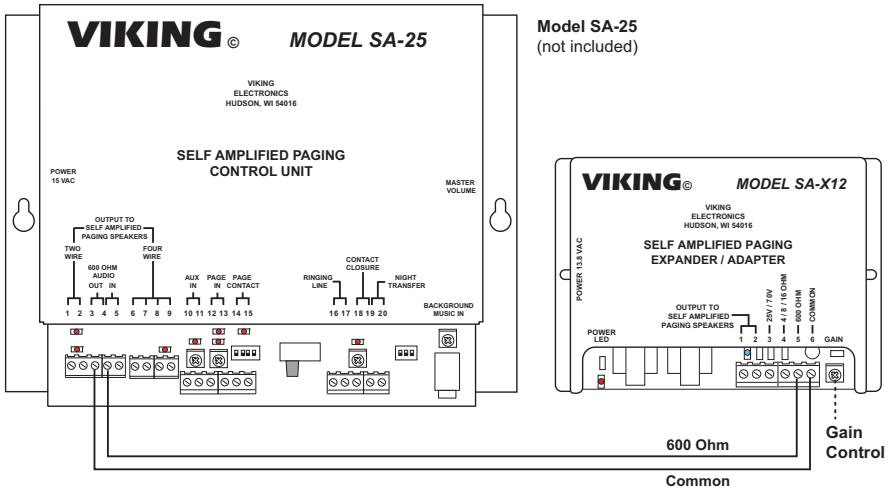 VIKING ©
MODEL SA-25
VIKING
ELECTRONICS
HUDSON, WI 54016
SELF AMPLIFIED PAGING
CONTROL UNIT
POWER
15 VAC
MASTER
VOLUME
OUTPUT TO
SELF AMPLIFIED
PAGING SPEAKERS
TWO
WIRE
FOUR
WIRE
600 OHM
AUDIO
OUT IN
AUX
IN
PAGE
IN
PAGE
CONTACT
RINGING
LINE
CONTACT
CLOSURE
NIGHT
TRANSFER
BACKGROUND
MUSIC IN
1 2 3 4 5 6 7 8 9 10 11 12 13 14 15 16 17 18 19 20
Model SA-25
(not included)
VIKING©
MODEL SA-X12
VIKING
ELECTRONICS
HUDSON, WI 54016
SELF AMPLIFIED PAGING
EXPANDER / ADAPTER
POWER 13.8 VAC
POWER
LED
OUTPUT TO
SELF AMPLIFIED
PAGING SPEAKERS
25V / 70V
4 / 8 / 16 OHM
600 OHM
COMMON
1 2 3 4 5 6
GAIN
Gain
Control
600 Ohm
Common